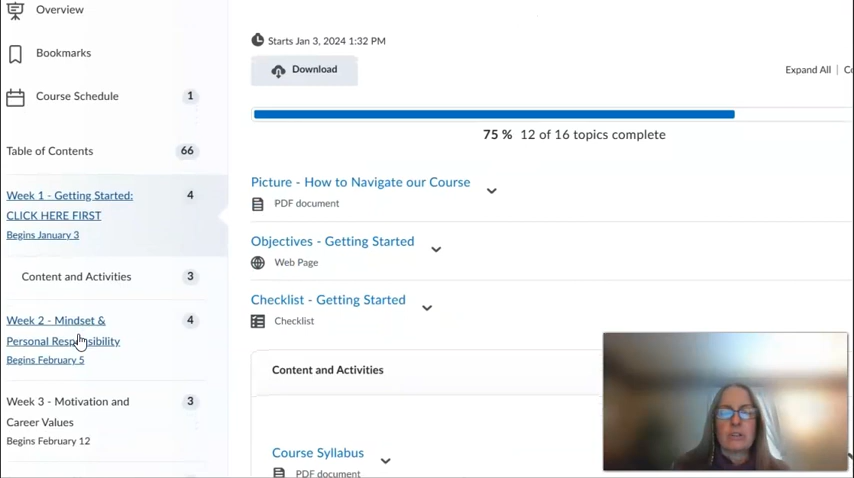 Overview
Bookmarks
Course Schedule 1
Table of Contents 66
Week 1 - Getting Started: 4
CLICK HERE FIRST
Begins January 3
Content and Activities 3
Week 2 - Mindset & 4
Personal Responsibility
Begins February 5
Week 3 - Motivation and 3
Career Values
Begins February 12
Starts Jan 3, 2024 1:32 PM
Download
Expand All |
75 % 12 of 16 topics complete
Picture - How to Navigate our Course
PDF document
Objectives - Getting Started
Web Page
Checklist - Getting Started
Checklist
Content and Activities
Course Syllabus
PDF document